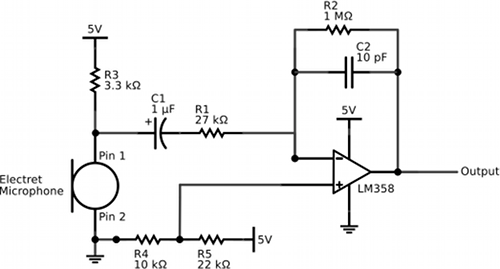 R2
1 MΩ
5V
C2
10 pF
R3
3.3 kΩ
C1
1 µF
+
R1
27 kΩ
5V
Pin 1
−
Electret
Microphone
+
LM358
Output
Pin 2
R4
10 kΩ
R5
22 kΩ
5V